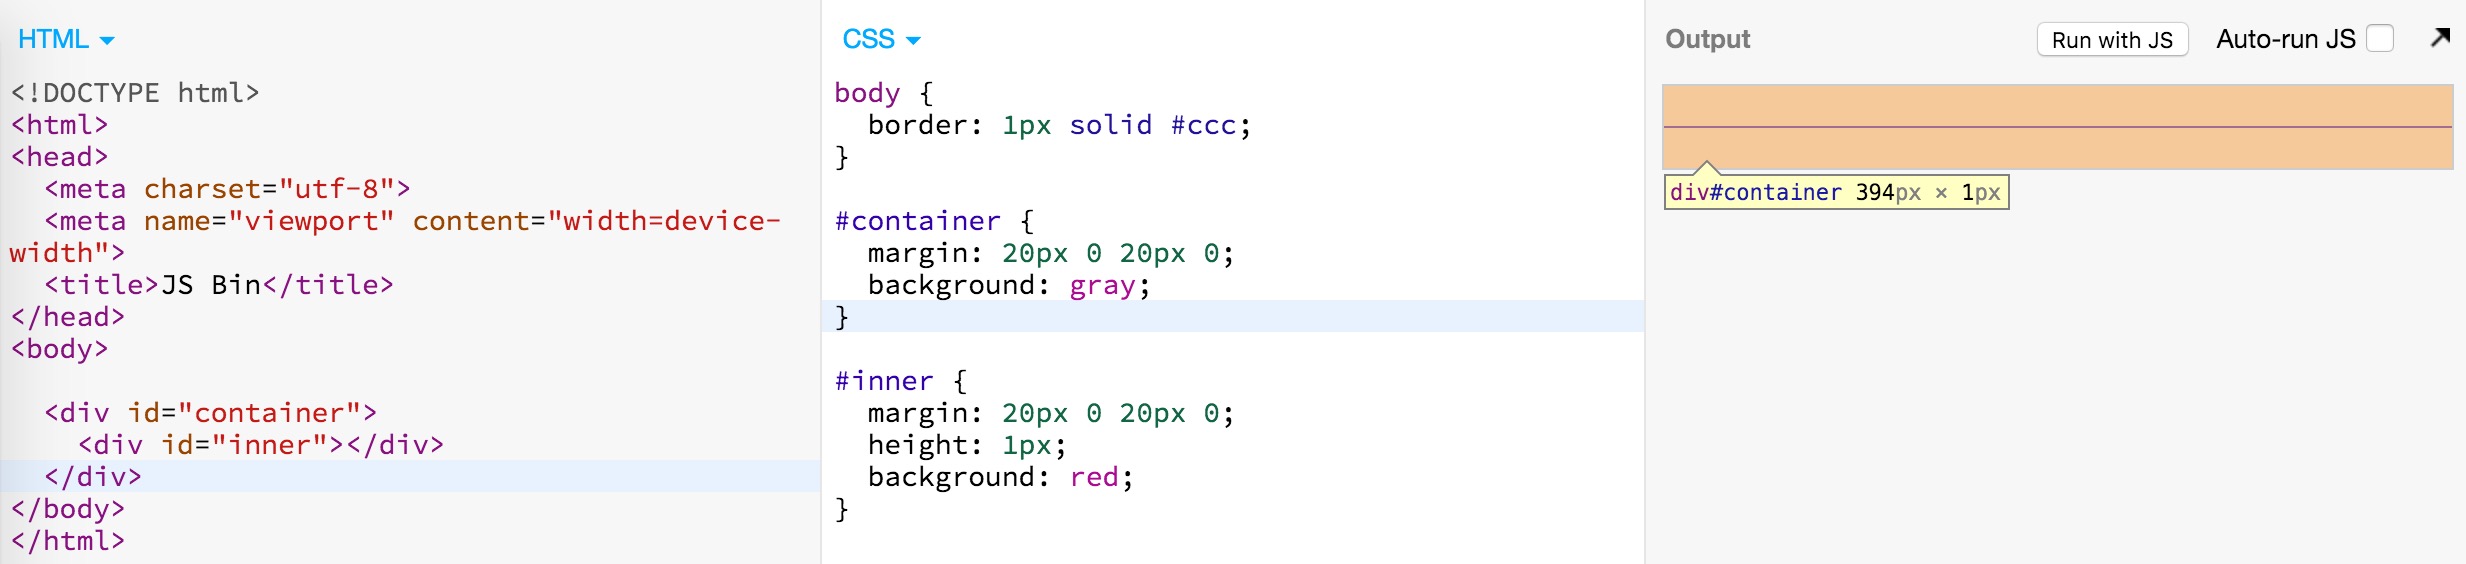 HTML
<!DOCTYPE html>
<html>
<head>
  <meta charset="utf-8">
  <meta name="viewport" content="width=device-
width">
  <title>JS Bin</title>
</head>
<body>
  <div id="container">
    <div id="inner"></div>
  </div>
</body>
</html>
CSS
body {
  border: 1px solid #ccc;
}
#container {
  margin: 20px 0 20px 0;
  background: gray;
}
#inner {
  margin: 20px 0 20px 0;
  height: 1px;
  background: red;
}
Output Run with JS Auto-run JS
div#container 394px × 1px